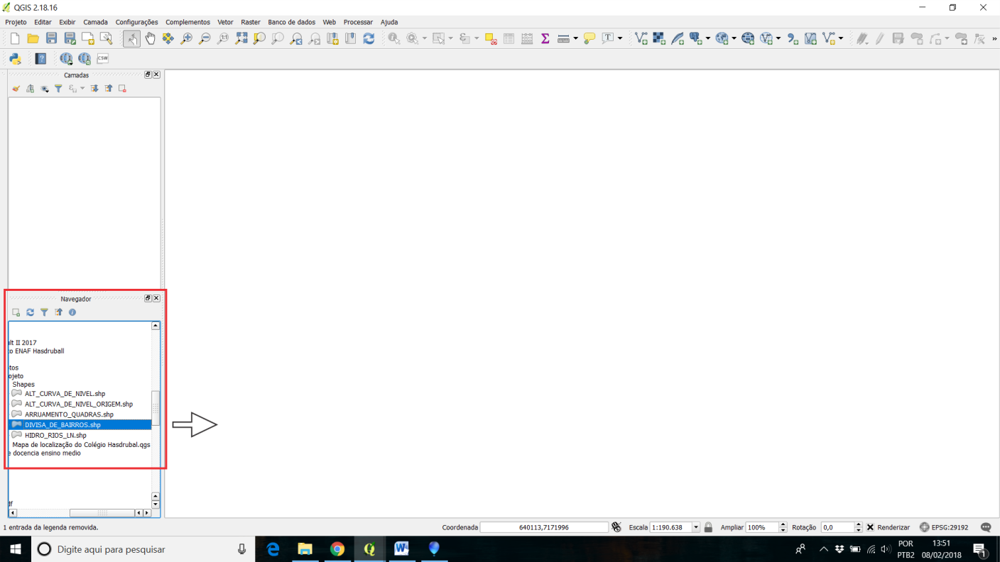 QGIS 2.18.16
Projeto Editar Exibir Camada Configurações Complementos Vetor Raster Banco de dados Web Processar Ajuda
CSW
Camadas
Navegador
ult II 2017
to ENAF Hasdruball
tos
ojeto
Shapes
ALT_CURVA_DE_NIVEL.shp
ALT_CURVA_DE_NIVEL_ORIGEM.shp
ARRUAMENTO_QUADRAS.shp
DIVISA_DE_BAIRROS.shp
HIDRO_RIOS_LN.shp
Mapa de localização do Colégio Hasdrubal.qgs
e docencia ensino medio
df
1 entrada da legenda removida.
Coordenada 640113,7171996 Escala 1:190.638 Ampliar 100% Rotação 0,0 Renderizar EPSG:29192
Digite aqui para pesquisar
POR 13:51
PTB2 08/02/2018
1